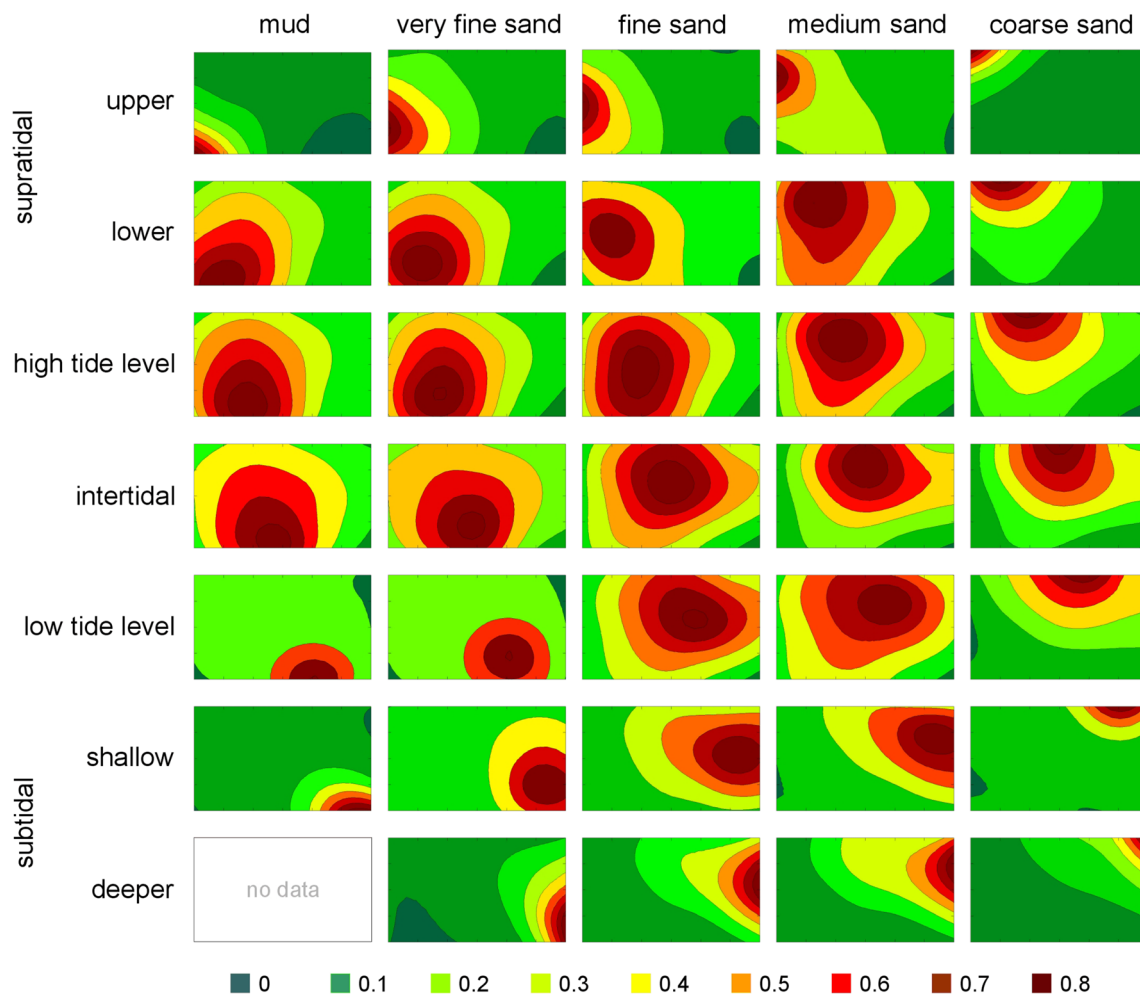 mud very fine sand fine sand medium sand coarse sand
supratidal
upper
lower
high tide level
intertidal
low tide level
subtidal
shallow
deeper
no data
0 0.1 0.2 0.3 0.4 0.5 0.6 0.7 0.8